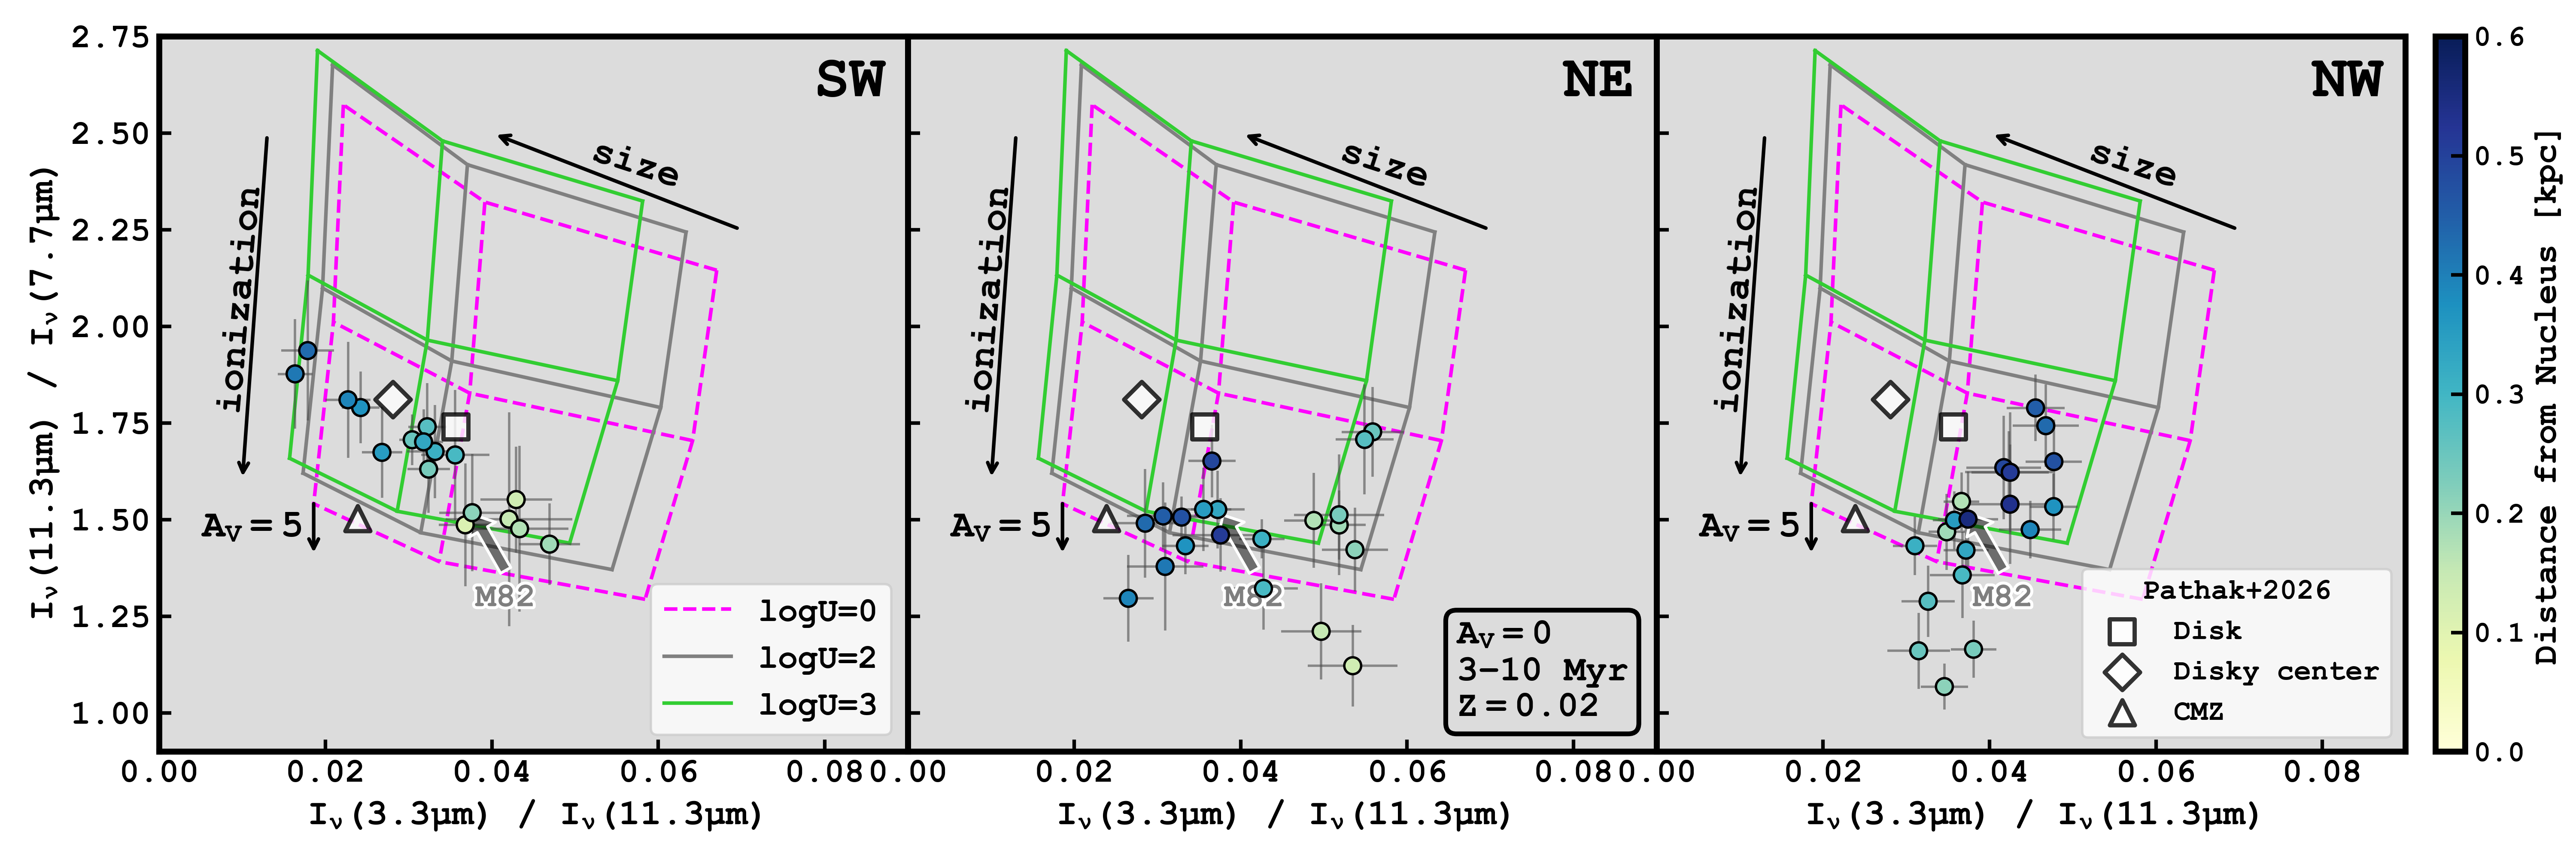 SW
NE
NW
size
size
size
ionization
ionization
ionization
Aᵥ=5
Aᵥ=5
Aᵥ=5
M82
M82
M82
logU=0
logU=2
logU=3
Aᵥ=0
3–10 Myr
Z=0.02
Pathak+2026
Disk
Disky center
CMZ
2.75
2.50
2.25
2.00
1.75
1.50
1.25
1.00
Iν(11.3μm) / Iν(7.7μm)
0.00 0.02 0.04 0.06 0.08
0.00 0.02 0.04 0.06 0.08
0.00 0.02 0.04 0.06 0.08
Iν(3.3μm) / Iν(11.3μm)
Iν(3.3μm) / Iν(11.3μm)
Iν(3.3μm) / Iν(11.3μm)
0.6
0.5
0.4
0.3
0.2
0.1
0.0
Distance from Nucleus [kpc]